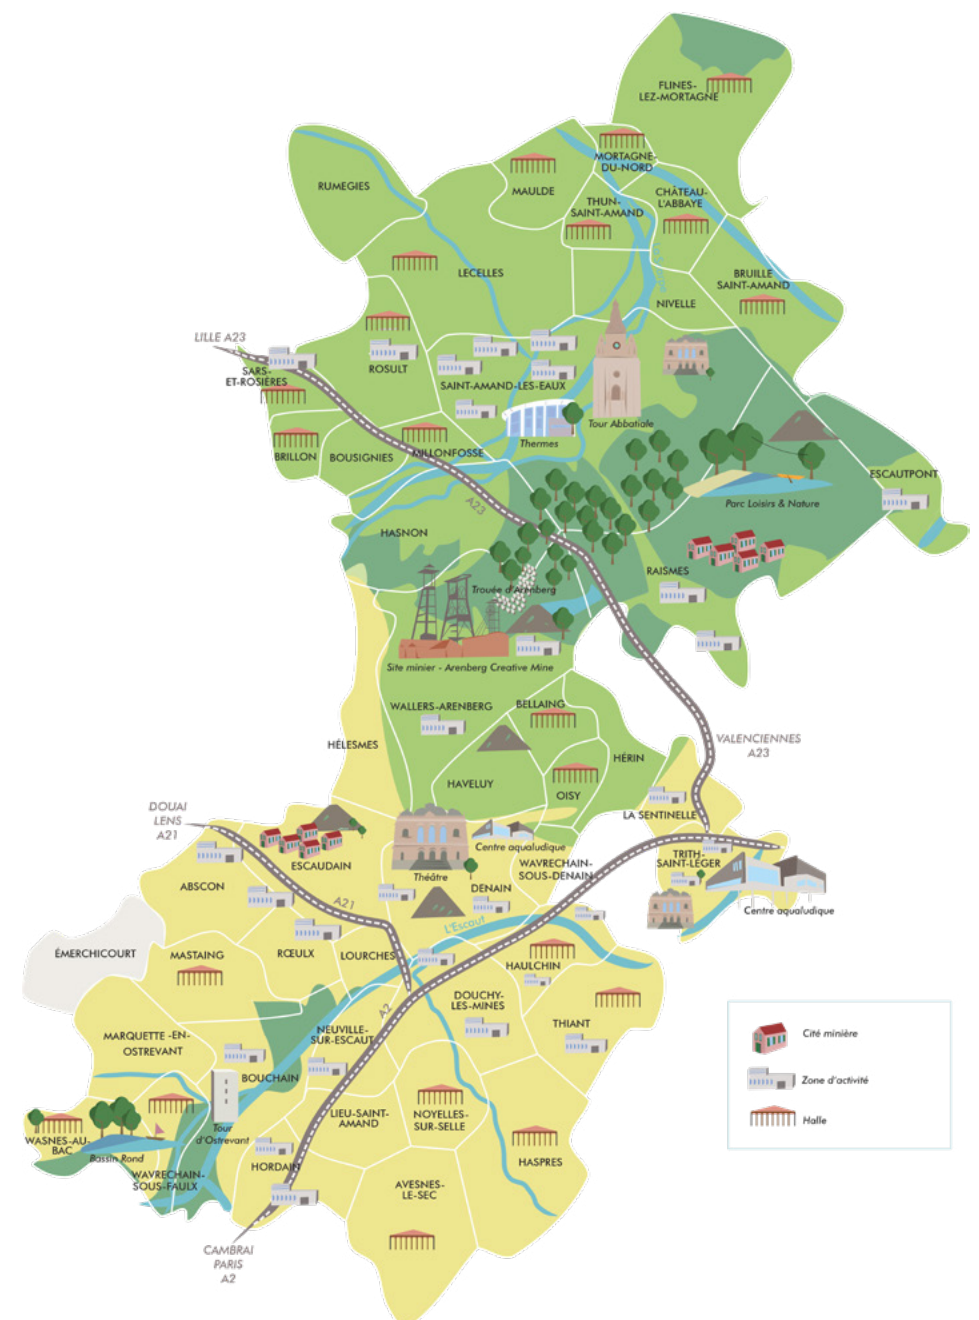 FLINES-
LEZ-MORTAGNE
MORTAGNE-
DU-NORD
RUMEGIES
MAULDE
THUN-
SAINT-AMAND
CHÂTEAU-
L'ABBAYE
LECELLES
BRUILLE
SAINT-AMAND
NIVELLE
LILLE A23
SARS-
ET-ROSIÈRES
ROSULT
SAINT-AMAND-LES-EAUX
Tour Abbatiale
Thermes
BRILLON
BOUSIGNIES
MILLONFOSSE
ESCAUTPONT
A23
Parc Loisirs & Nature
HASNON
RAISMES
Trouée d'Arenberg
Site minier - Arenberg Creative Mine
WALLERS-ARENBERG
BELLAING
VALENCIENNES
A23
HÉLESMES
HÉRIN
HAVELUY
OISY
DOUAI
LENS
A21
LA SENTINELLE
Centre aqualudique
ESCAUDAIN
Théâtre
WAVRECHAIN-
SOUS-DENAIN
TRITH-
SAINT-LÉGER
ABSCON
DENAIN
A21
Centre aqualudique
L'Escaut
ÉMERCHICOURT
MASTAING
RŒULX
LOURCHES
HAULCHIN
DOUCHY-
LES-MINES
A2
THIANT
MARQUETTE -EN-
OSTREVANT
NEUVILLE-
SUR-ESCAUT
Cité minière
BOUCHAIN
Zone d'activité
LIEU-SAINT-
AMAND
NOYELLES-
SUR-SELLE
Halle
Tour
d'Ostrevant
WASNES-AU-
BAC
Bassin Rond
HASPRES
HORDAIN
WAVRECHAIN-
SOUS-FAULX
AVESNES-
LE-SEC
CAMBRAI
PARIS
A2